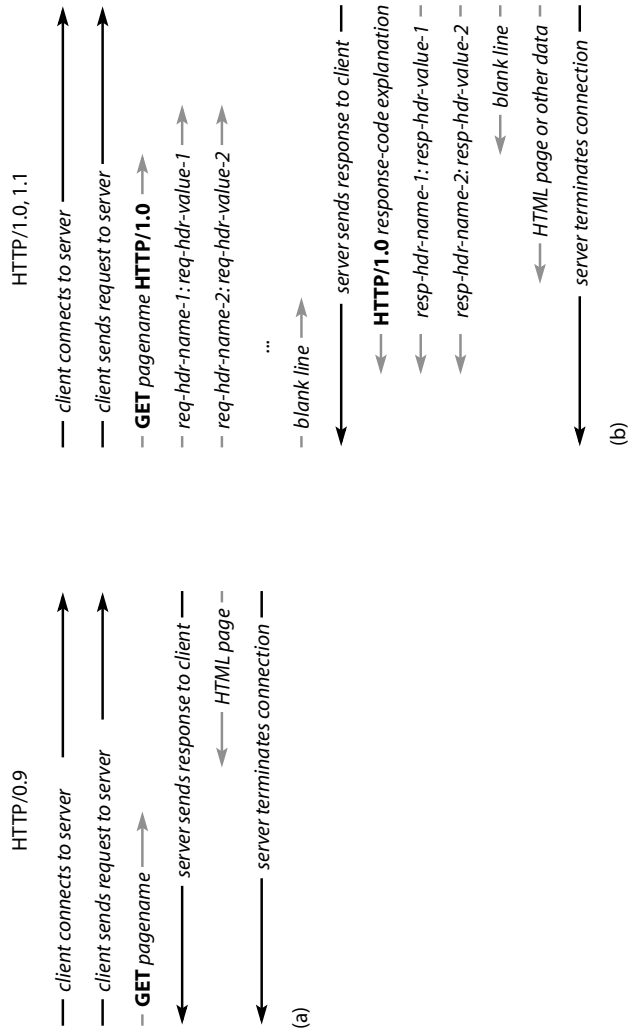 HTTP/0.9
client connects to server
client sends request to server
GET pagename
server sends response to client
HTML page
server terminates connection
(a)
HTTP/1.0, 1.1
client connects to server
client sends request to server
GET pagename HTTP/1.0
req-hdr-name-1: req-hdr-value-1
req-hdr-name-2: req-hdr-value-2
...
blank line
server sends response to client
HTTP/1.0 response-code explanation
resp-hdr-name-1: resp-hdr-value-1
resp-hdr-name-2: resp-hdr-value-2
blank line
HTML page or other data
server terminates connection
(b)